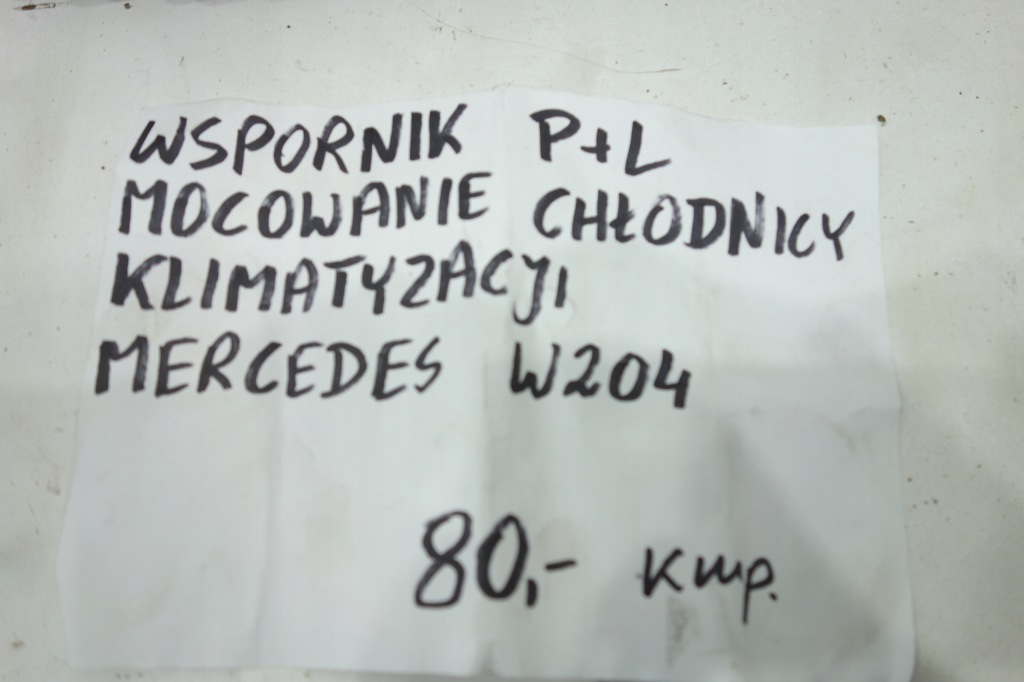 WSPORNIK P+L
MOCOWANIE CHŁODNICY
KLIMATYZACJI
MERCEDES W204
80,- kmp.